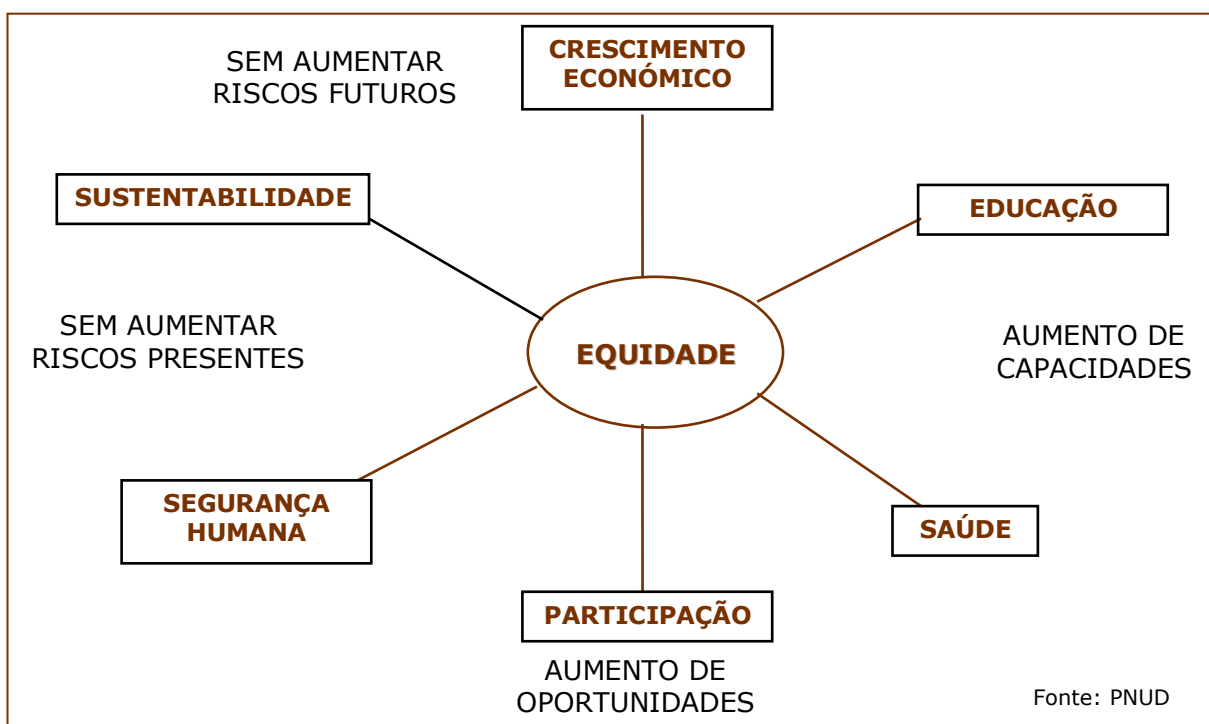 SEM AUMENTAR
RISCOS FUTUROS
CRESCIMENTO
ECONÓMICO
SUSTENTABILIDADE
EDUCAÇÃO
SEM AUMENTAR
RISCOS PRESENTES
EQUIDADE
AUMENTO DE
CAPACIDADES
SEGURANÇA
HUMANA
SAÚDE
PARTICIPAÇÃO
AUMENTO DE
OPORTUNIDADES
Fonte: PNUD